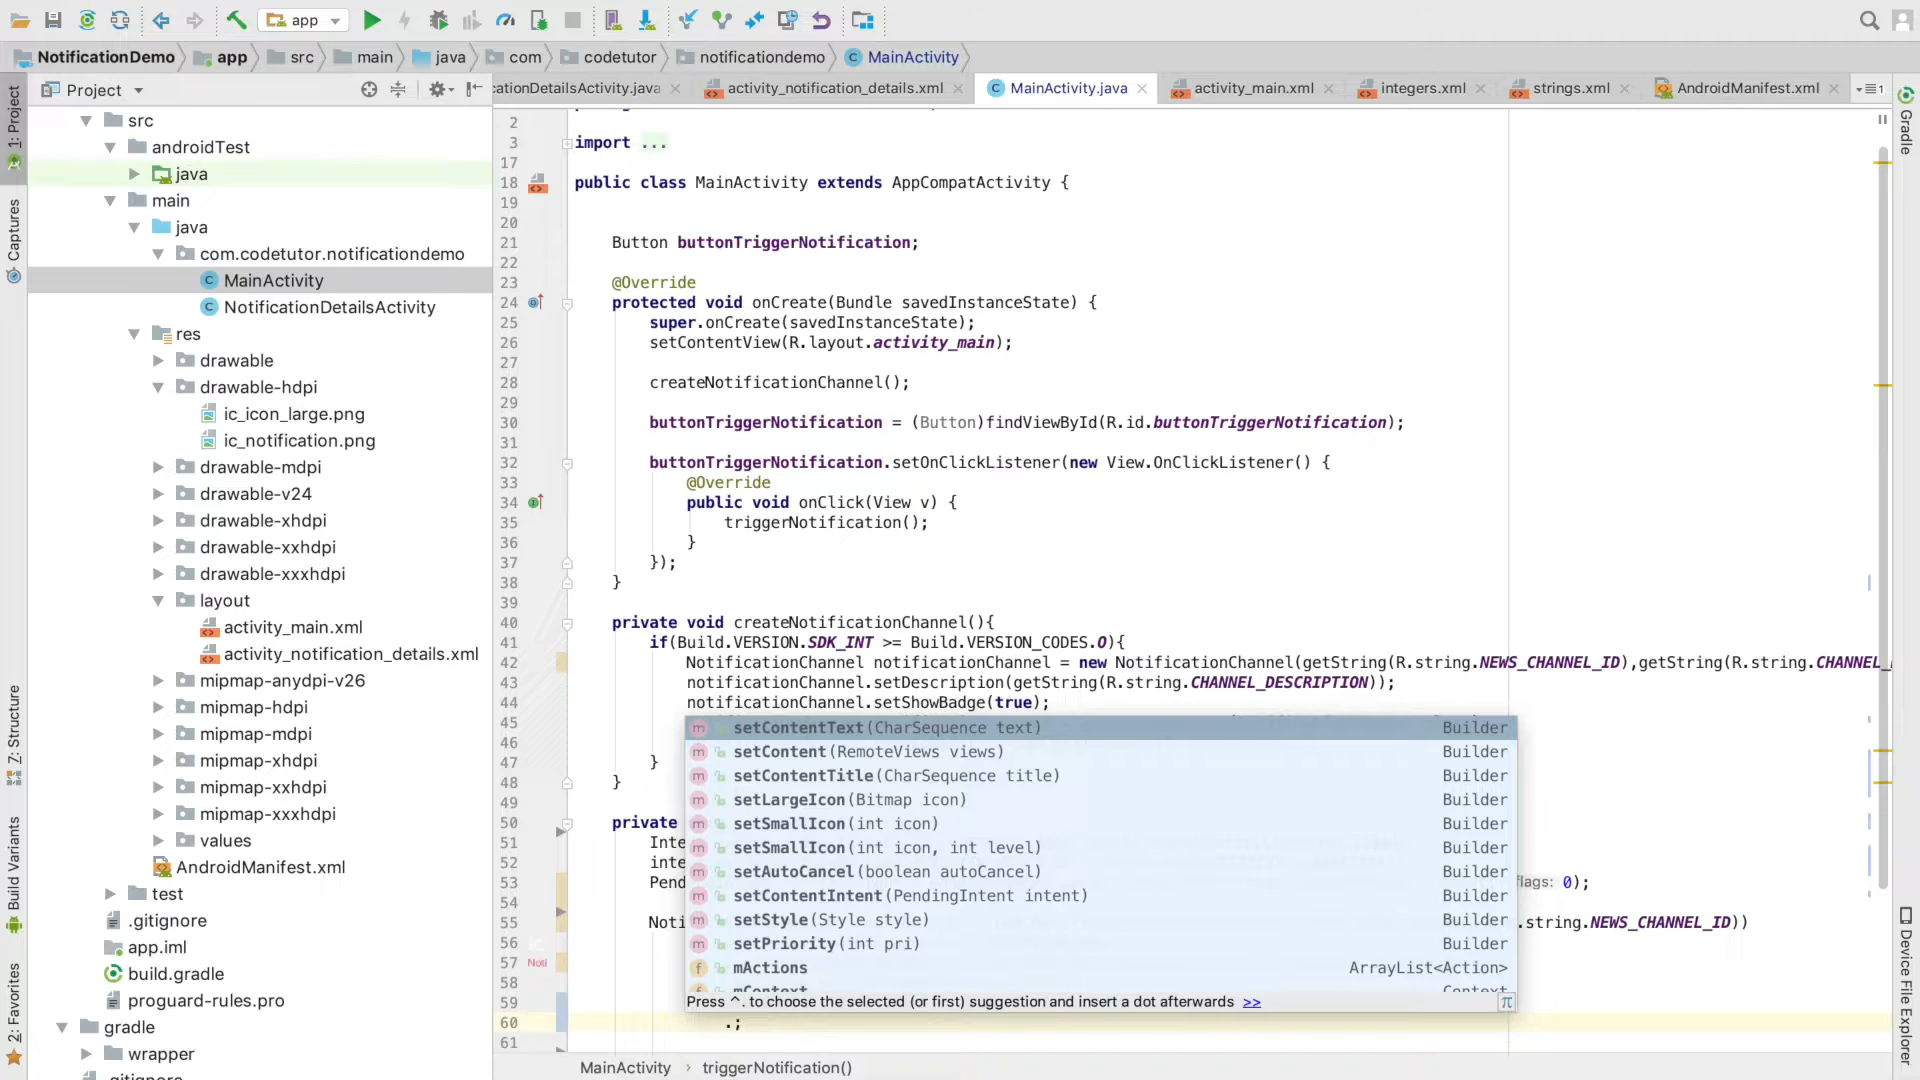 app
NotificationDemo app src main java com codetutor notificationdemo MainActivity
Project
cationDetailsActivity.java activity_notification_details.xml MainActivity.java activity_main.xml integers.xml strings.xml AndroidManifest.xml 1
1: Project
Captures
Z: Structure
Build Variants
2: Favorites
src
androidTest
java
main
java
com.codetutor.notificationdemo
MainActivity
NotificationDetailsActivity
res
drawable
drawable-hdpi
ic_icon_large.png
ic_notification.png
drawable-mdpi
drawable-v24
drawable-xhdpi
drawable-xxhdpi
drawable-xxxhdpi
layout
activity_main.xml
activity_notification_details.xml
mipmap-anydpi-v26
mipmap-hdpi
mipmap-mdpi
mipmap-xhdpi
mipmap-xxhdpi
mipmap-xxxhdpi
values
AndroidManifest.xml
test
.gitignore
app.iml
build.gradle
proguard-rules.pro
gradle
wrapper
.gitignore
2
3 import ...
17
18 public class MainActivity extends AppCompatActivity {
19
20
21 Button buttonTriggerNotification;
22
23 @Override
24 protected void onCreate(Bundle savedInstanceState) {
25 super.onCreate(savedInstanceState);
26 setContentView(R.layout.activity_main);
27
28 createNotificationChannel();
29
30 buttonTriggerNotification = (Button)findViewById(R.id.buttonTriggerNotification);
31
32 buttonTriggerNotification.setOnClickListener(new View.OnClickListener() {
33 @Override
34 public void onClick(View v) {
35 triggerNotification();
36 }
37 });
38 }
39
40 private void createNotificationChannel(){
41 if(Build.VERSION.SDK_INT >= Build.VERSION_CODES.O){
42 NotificationChannel notificationChannel = new NotificationChannel(getString(R.string.NEWS_CHANNEL_ID),getString(R.string.CHANNEL_
43 notificationChannel.setDescription(getString(R.string.CHANNEL_DESCRIPTION));
44 notificationChannel.setShowBadge(true);
45
46
47 }
48 }
49
50 private
51 Inte
52 inte
53 Pend flags: 0);
54
55 Noti .string.NEWS_CHANNEL_ID))
56
57 Noti
58
59
60 .;
61
setContentText(CharSequence text) Builder
setContent(RemoteViews views) Builder
setContentTitle(CharSequence title) Builder
setLargeIcon(Bitmap icon) Builder
setSmallIcon(int icon) Builder
setSmallIcon(int icon, int level) Builder
setAutoCancel(boolean autoCancel) Builder
setContentIntent(PendingIntent intent) Builder
setStyle(Style style) Builder
setPriority(int pri) Builder
mActions ArrayList<Action>
mContext Context
Press ^. to choose the selected (or first) suggestion and insert a dot afterwards >> π
MainActivity › triggerNotification()
Gradle
Device File Explorer